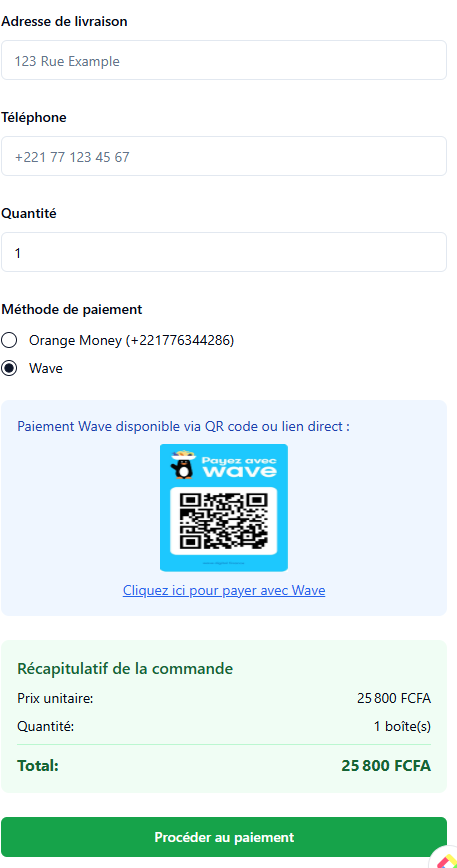 Adresse de livraison
123 Rue Example
Téléphone
+221 77 123 45 67
Quantité
1
Méthode de paiement
Orange Money (+221776344286)
Wave
Paiement Wave disponible via QR code ou lien direct :
Payez avec
wave
Cliquez ici pour payer avec Wave
Récapitulatif de la commande
Prix unitaire: 25 800 FCFA
Quantité: 1 boîte(s)
Total: 25 800 FCFA
Procéder au paiement